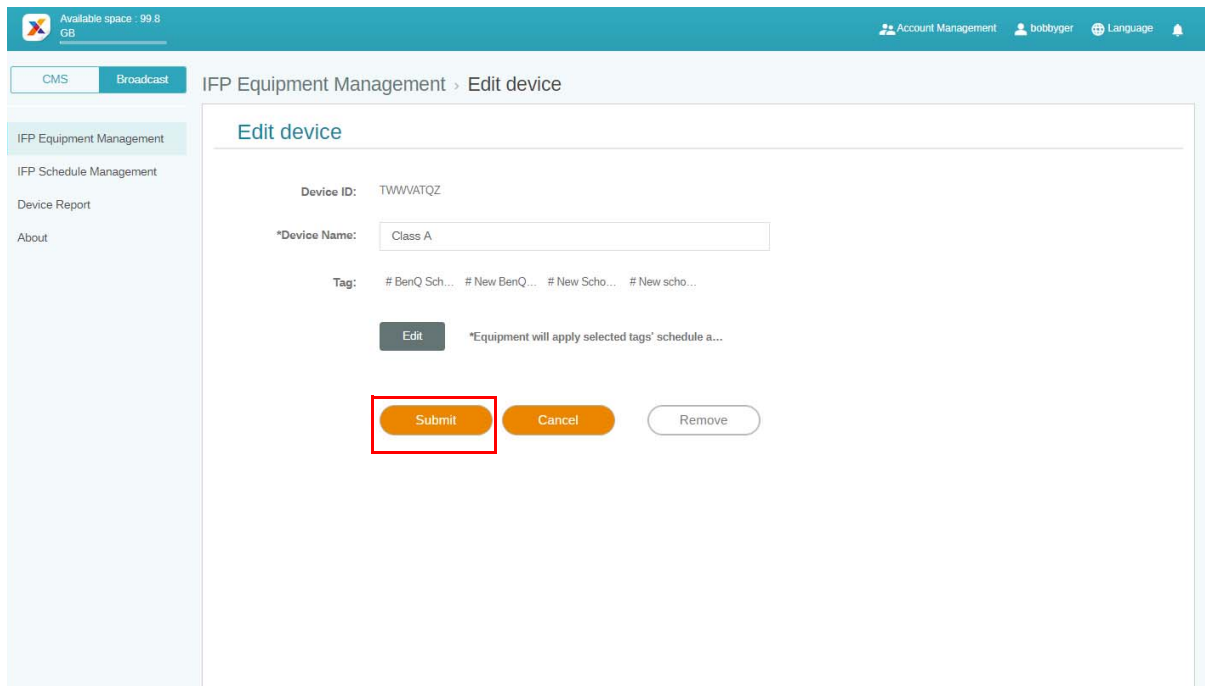 Available space : 99.8
GB
Account Management
bobbyger
Language
CMS
Broadcast
IFP Equipment Management › Edit device
IFP Equipment Management
IFP Schedule Management
Device Report
About
Edit device
Device ID: TWWVATQZ
*Device Name: Class A
Tag: # BenQ Sch... # New BenQ... # New Scho... # New scho...
Edit *Equipment will apply selected tags' schedule a...
Submit Cancel Remove